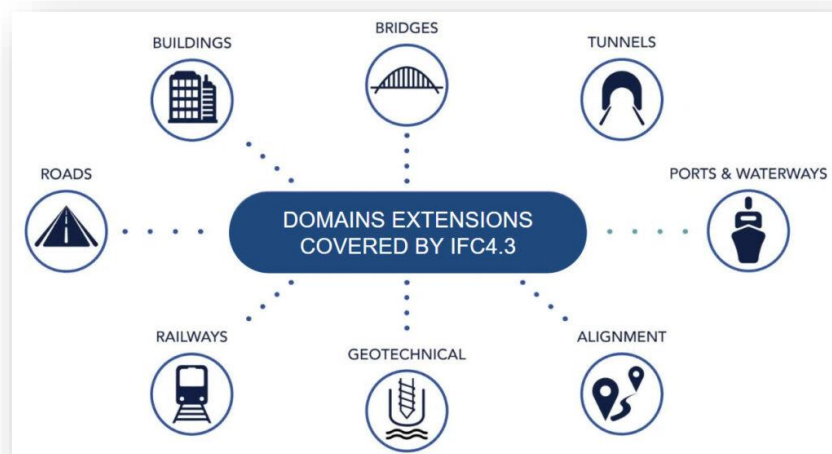 BRIDGES
BUILDINGS
TUNNELS
ROADS
PORTS & WATERWAYS
DOMAINS EXTENSIONS
COVERED BY IFC4.3
RAILWAYS
GEOTECHNICAL
ALIGNMENT